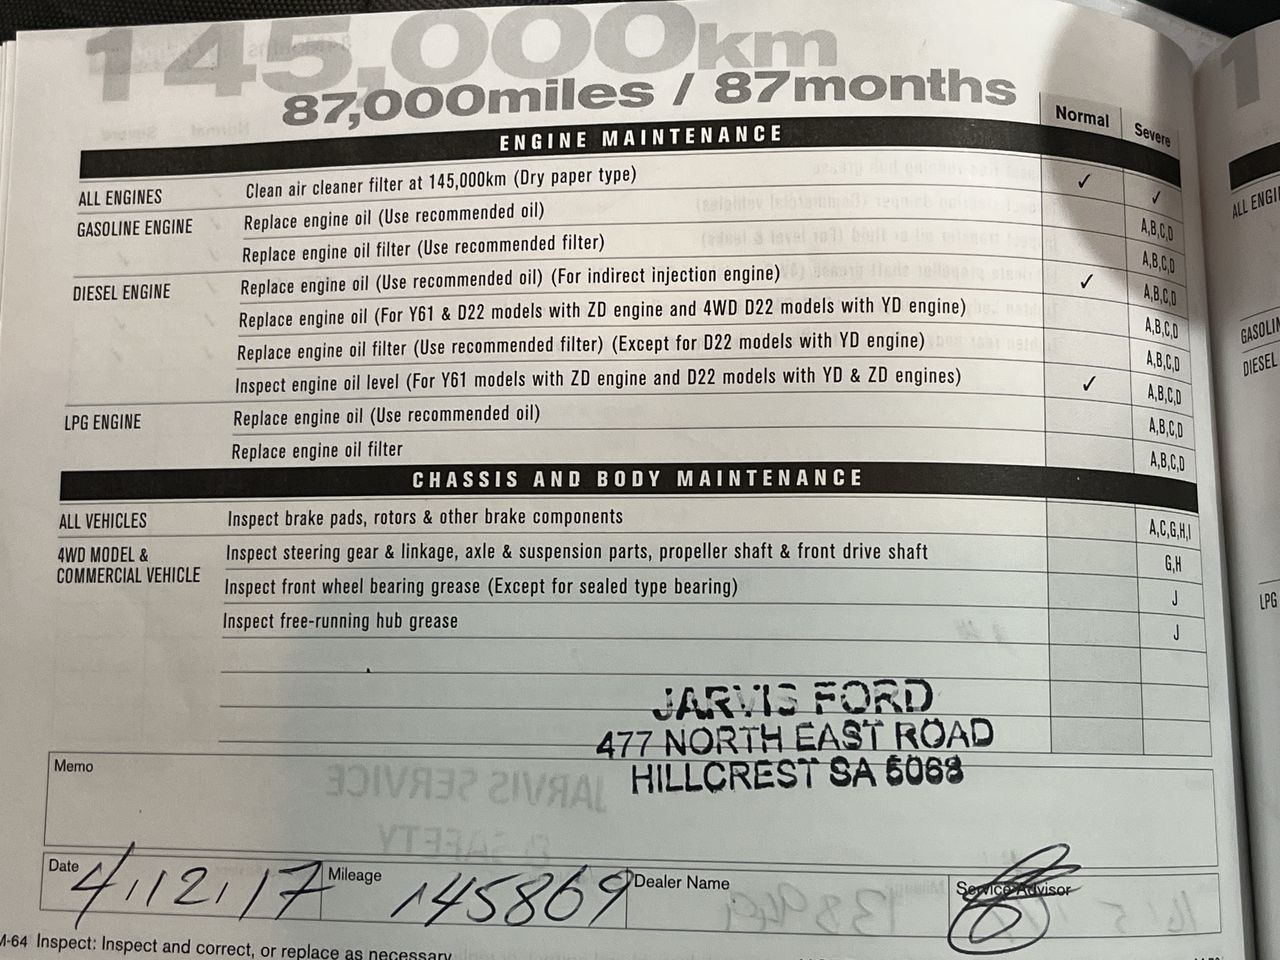 145,000km
87,000miles / 87months
Normal
Severe
ENGINE MAINTENANCE
ALL ENGINES Clean air cleaner filter at 145,000km (Dry paper type) ✓ ✓
GASOLINE ENGINE Replace engine oil (Use recommended oil) A,B,C,D
Replace engine oil filter (Use recommended filter) A,B,C,D
DIESEL ENGINE Replace engine oil (Use recommended oil) (For indirect injection engine) ✓ A,B,C,D
Replace engine oil (For Y61 & D22 models with ZD engine and 4WD D22 models with YD engine) A,B,C,D
Replace engine oil filter (Use recommended filter) (Except for D22 models with YD engine) A,B,C,D
Inspect engine oil level (For Y61 models with ZD engine and D22 models with YD & ZD engines) ✓ A,B,C,D
LPG ENGINE Replace engine oil (Use recommended oil) A,B,C,D
Replace engine oil filter A,B,C,D
CHASSIS AND BODY MAINTENANCE
ALL VEHICLES Inspect brake pads, rotors & other brake components A,C,G,H,I
4WD MODEL & Inspect steering gear & linkage, axle & suspension parts, propeller shaft & front drive shaft G,H
COMMERCIAL VEHICLE
Inspect front wheel bearing grease (Except for sealed type bearing) J
Inspect free-running hub grease J
JARVIS FORD
477 NORTH EAST ROAD
HILLCREST SA 5068
Memo
Date 4/12/17 Mileage 145869 Dealer Name Service Advisor
M-64 Inspect: Inspect and correct, or replace as necessary
ALL ENGI
GASOLIN
DIESEL
LPG